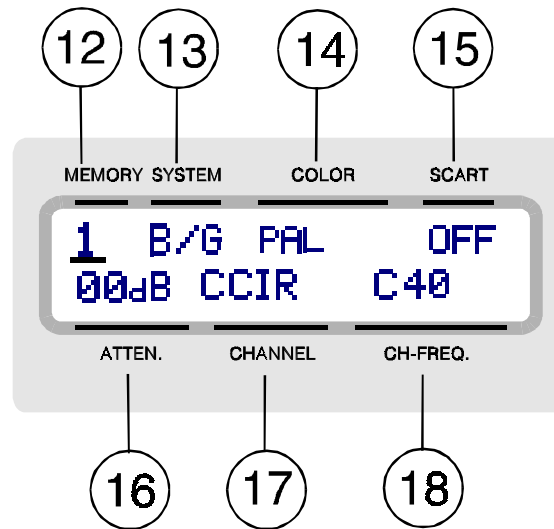 12 13 14 15
MEMORY SYSTEM COLOR SCART
1 B/G PAL OFF
00dB CCIR C40
ATTEN. CHANNEL CH-FREQ.
16 17 18